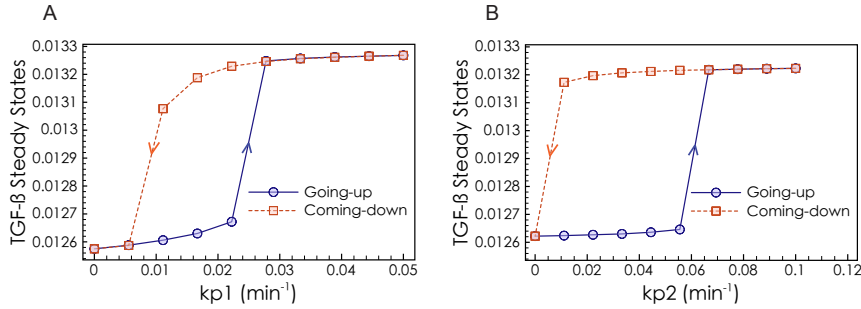 A
TGF-ß Steady States
0.0133
0.0132
0.0131
0.013
0.0129
0.0128
0.0127
0.0126
Going-up
Coming-down
0 0.01 0.02 0.03 0.04 0.05
kp1 (min⁻¹)
B
TGF-ß Steady States
0.0133
0.0132
0.0131
0.013
0.0129
0.0128
0.0127
0.0126
Going-up
Coming-down
0 0.02 0.04 0.06 0.08 0.1 0.12
kp2 (min⁻¹)